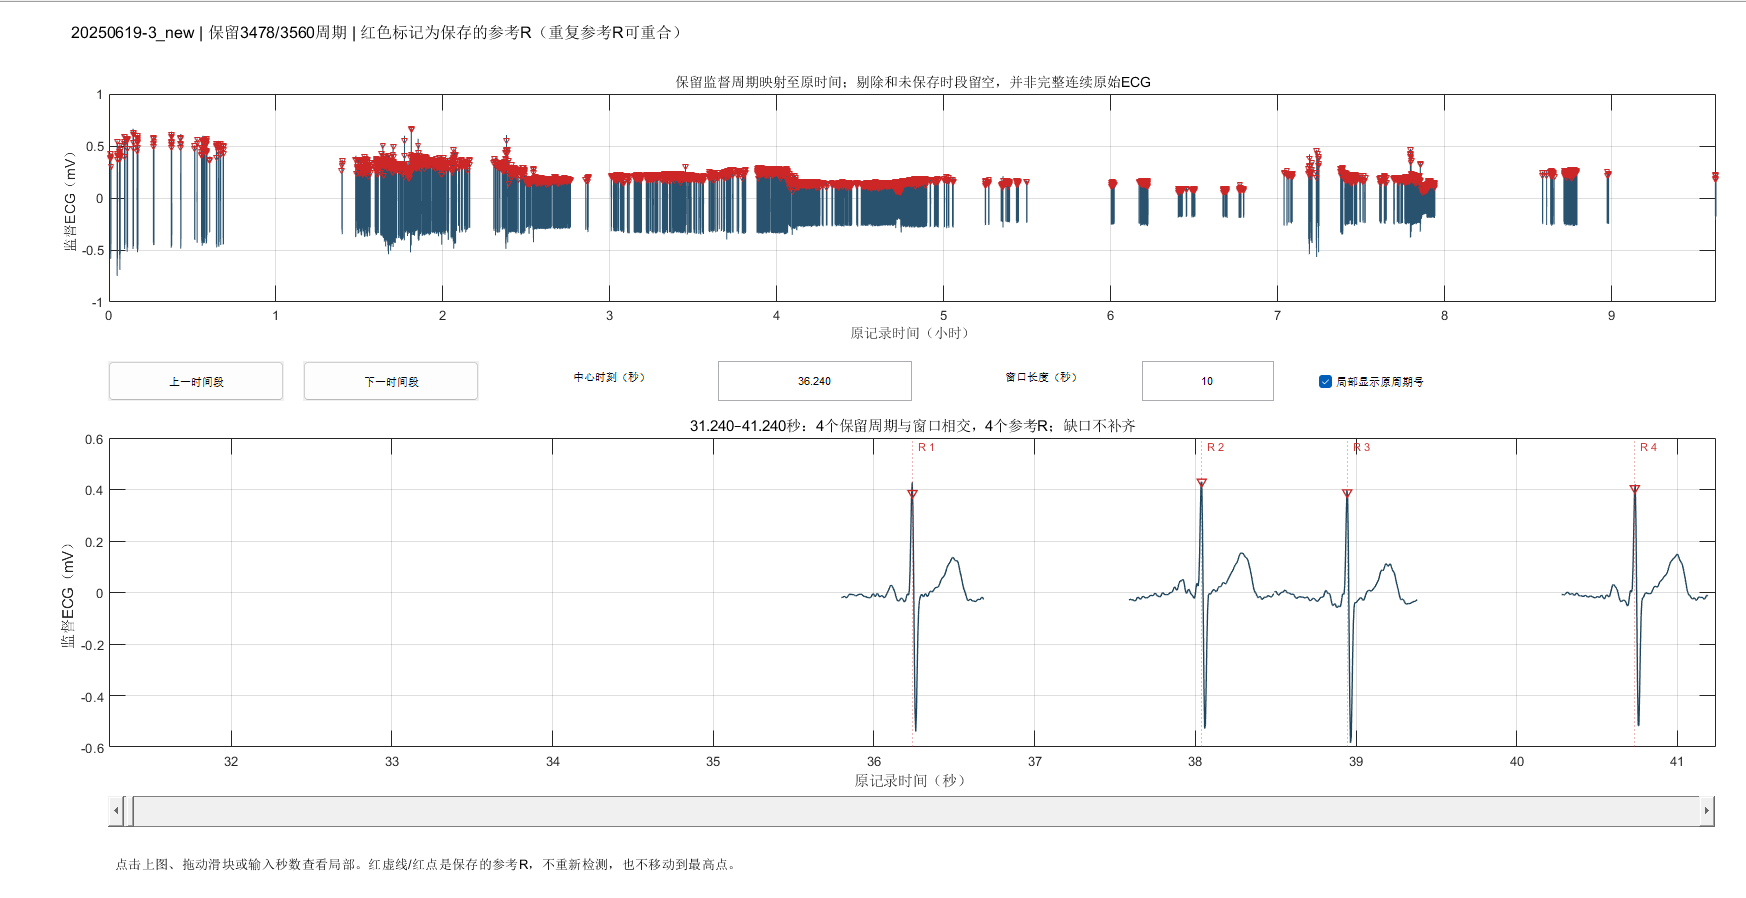 20250619-3_new | 保留3478/3560周期 | 红色标记为保存的参考R（重复参考R可重合）
保留监督周期映射至原时间；剔除和未保存时段留空，并非完整连续原始ECG
监督ECG（mV）
1
0.5
0
-0.5
-1
0 1 2 3 4 5 6 7 8 9
原记录时间（小时）
上一时间段 下一时间段 中心时刻（秒） 36.240 窗口长度（秒） 10 局部显示原周期号
31.240–41.240秒：4个保留周期与窗口相交，4个参考R；缺口不补齐
R 1 R 2 R 3 R 4
监督ECG（mV）
0.6
0.4
0.2
0
-0.2
-0.4
-0.6
32 33 34 35 36 37 38 39 40 41
原记录时间（秒）
点击上图、拖动滑块或输入秒数查看局部。红虚线/红点是保存的参考R，不重新检测，也不移动到最高点。